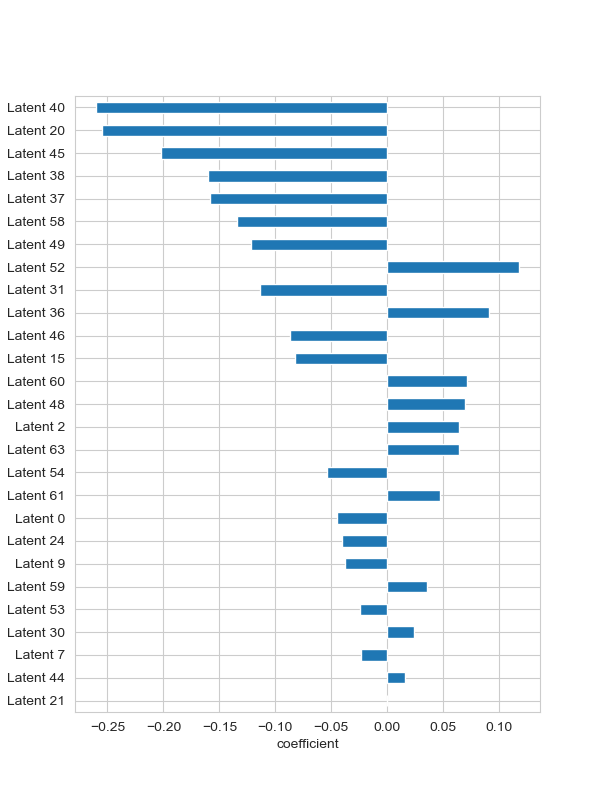 Latent 40
Latent 20
Latent 45
Latent 38
Latent 37
Latent 58
Latent 49
Latent 52
Latent 31
Latent 36
Latent 46
Latent 15
Latent 60
Latent 48
Latent 2
Latent 63
Latent 54
Latent 61
Latent 0
Latent 24
Latent 9
Latent 59
Latent 53
Latent 30
Latent 7
Latent 44
Latent 21
−0.25 −0.20 −0.15 −0.10 −0.05 0.00 0.05 0.10
coefficient